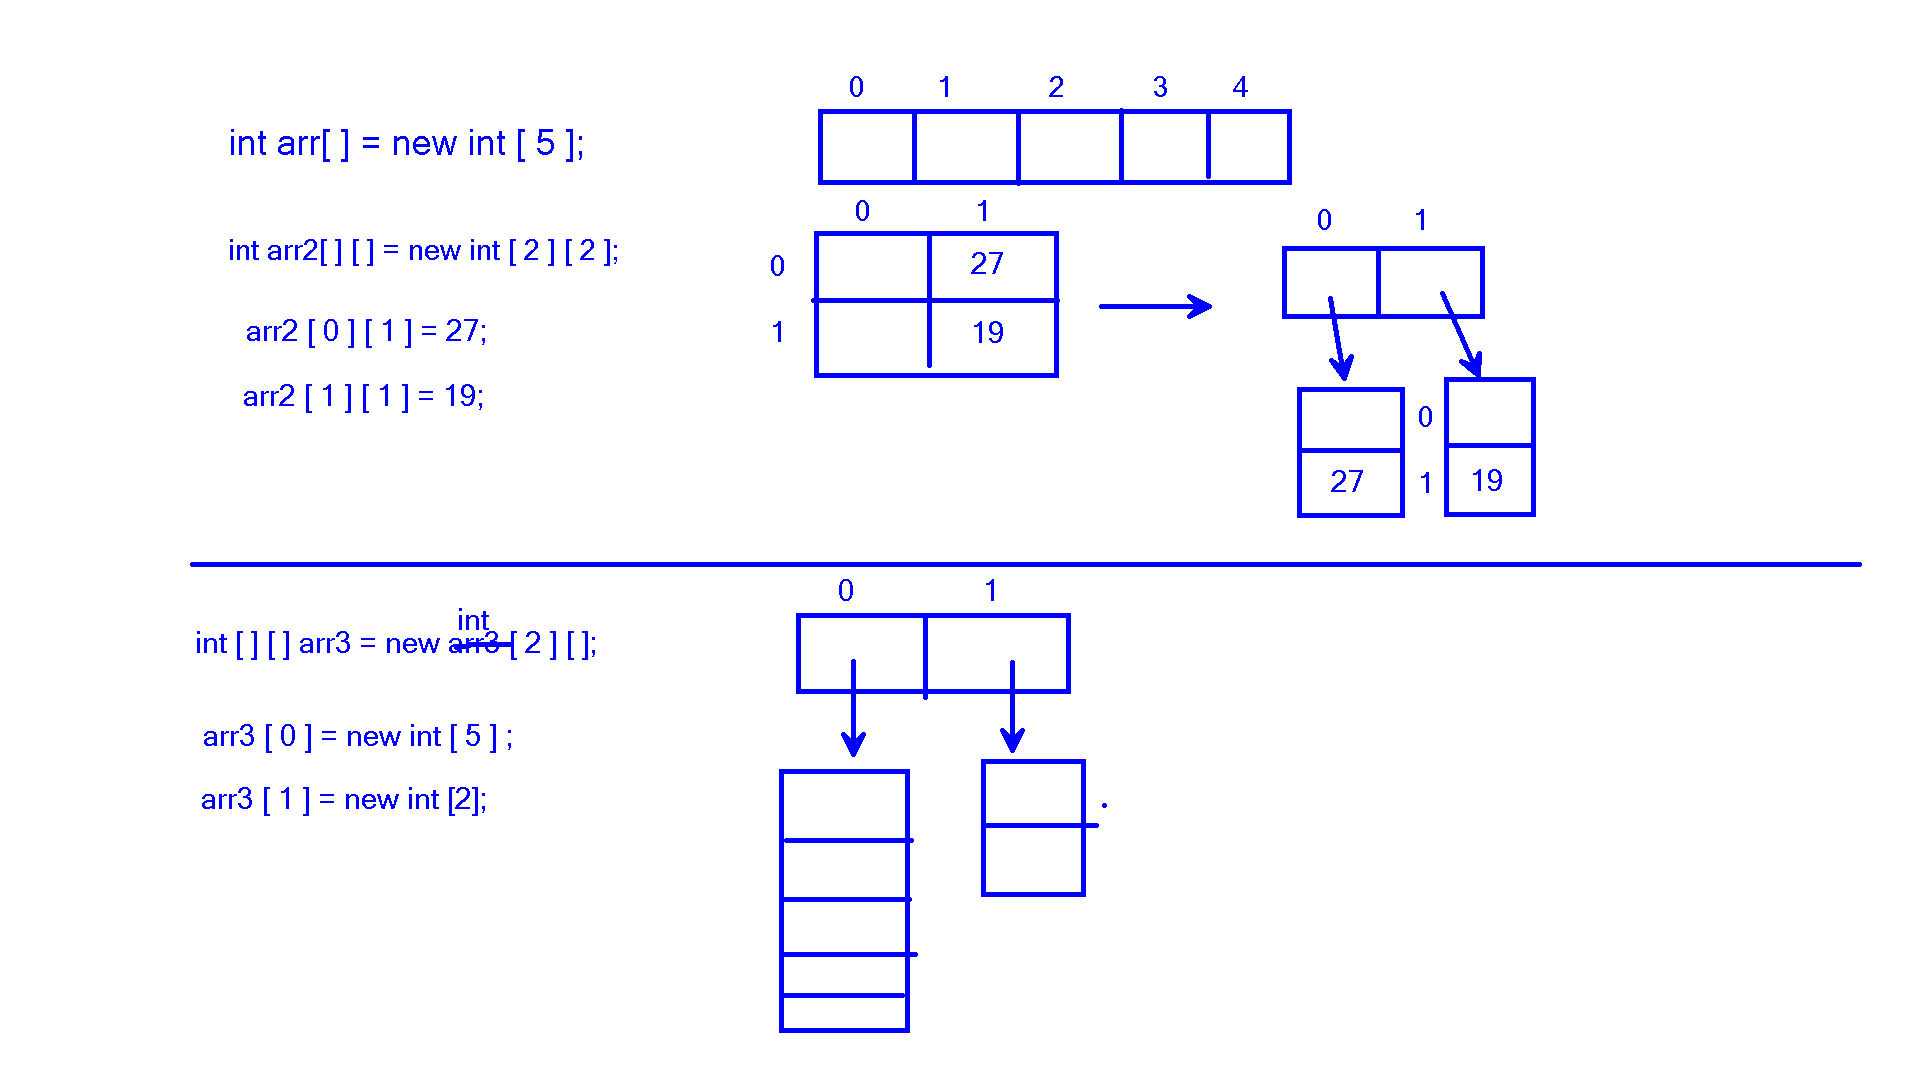 0 1 2 3 4
int arr[ ] = new int [ 5 ];
0 1
0 1
int arr2[ ] [ ] = new int [ 2 ] [ 2 ];
0 27
arr2 [ 0 ] [ 1 ] = 27;
1 19
arr2 [ 1 ] [ 1 ] = 19;
0
27 1 19
0 1
int
int [ ] [ ] arr3 = new arr3 [ 2 ] [ ];
arr3 [ 0 ] = new int [ 5 ] ;
arr3 [ 1 ] = new int [2];